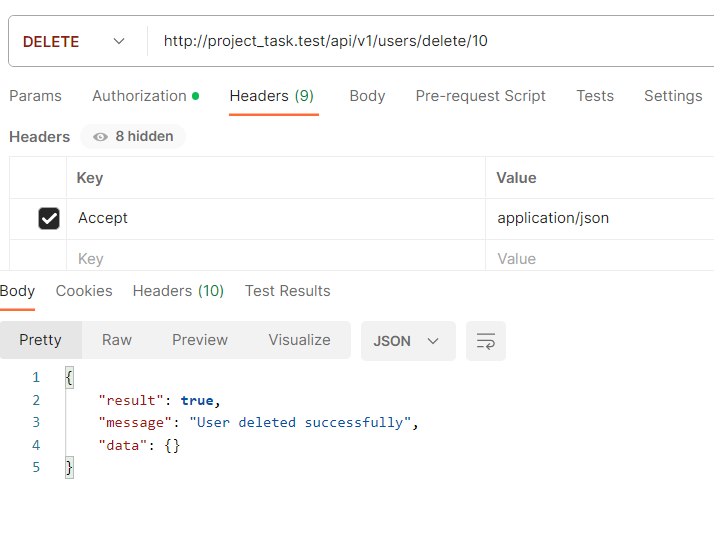 DELETE http://project_task.test/api/v1/users/delete/10
Params Authorization Headers (9) Body Pre-request Script Tests Settings
Headers 8 hidden
Key Value
Accept application/json
Key Value
Body Cookies Headers (10) Test Results
Pretty Raw Preview Visualize JSON
1 {
2 "result": true,
3 "message": "User deleted successfully",
4 "data": {}
5 }